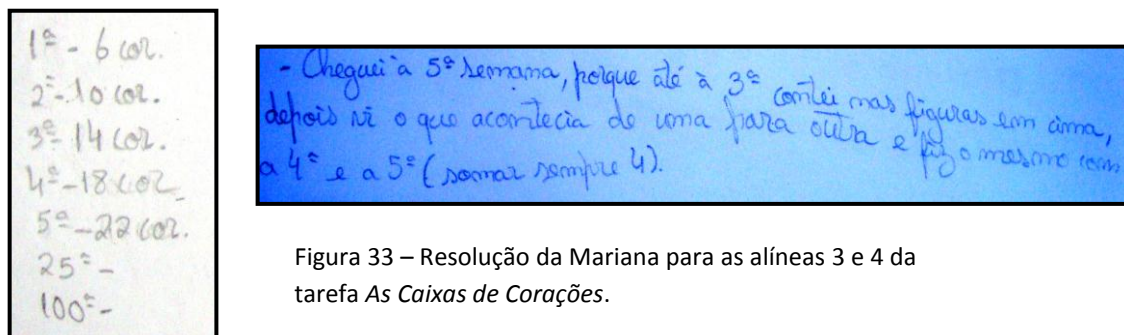 1ª - 6 cor.
2ª - 10 cor.
3ª - 14 cor.
4ª - 18 cor.
5ª - 22 cor.
25ª -
100ª -
- Cheguei à 5ª semana, porque até à 3ª contei nas figuras em cima,
depois vi o que acontecia de uma para outra e fiz o mesmo com
a 4ª e a 5ª (somar sempre 4).
Figura 33 – Resolução da Mariana para as alíneas 3 e 4 da
tarefa As Caixas de Corações.